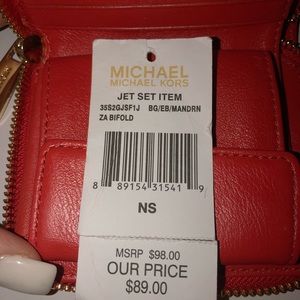 MICHAEL
MICHAEL KORS
JET SET ITEM
35S2GJSF1J BG/EB/MANDRN
ZA BIFOLD
8 89154 31541 9
NS
MSRP $98.00
OUR PRICE
$89.00